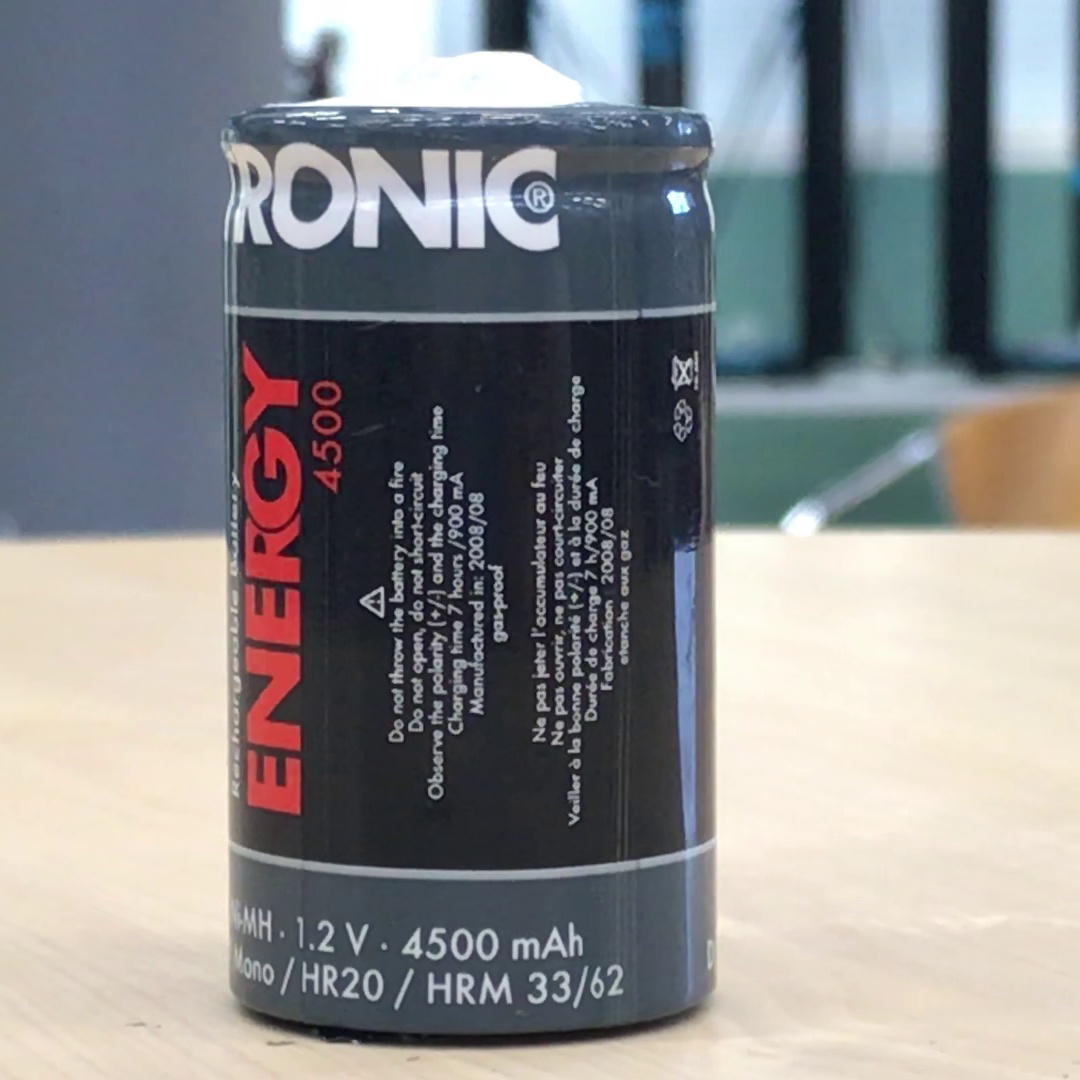 TRONIC®
Rechargeable Battery
ENERGY
4500
Do not throw the battery into a fire
Do not open, do not short-circuit
Observe the polarity (+/-) and the charging time
Charging time 7 hours /900 mA
Manufactured in: 2008/08
gas-proof
Ne pas jeter l'accumulateur au feu
Ne pas ouvrir, ne pas court-circuiter
Veiller à la bonne polarité (+/-) et à la durée de charge
Durée de charge 7 h/900 mA
Fabrication : 2008/08
etanche aux gaz
Ni-MH · 1.2 V · 4500 mAh
Mono / HR20 / HRM 33/62
D